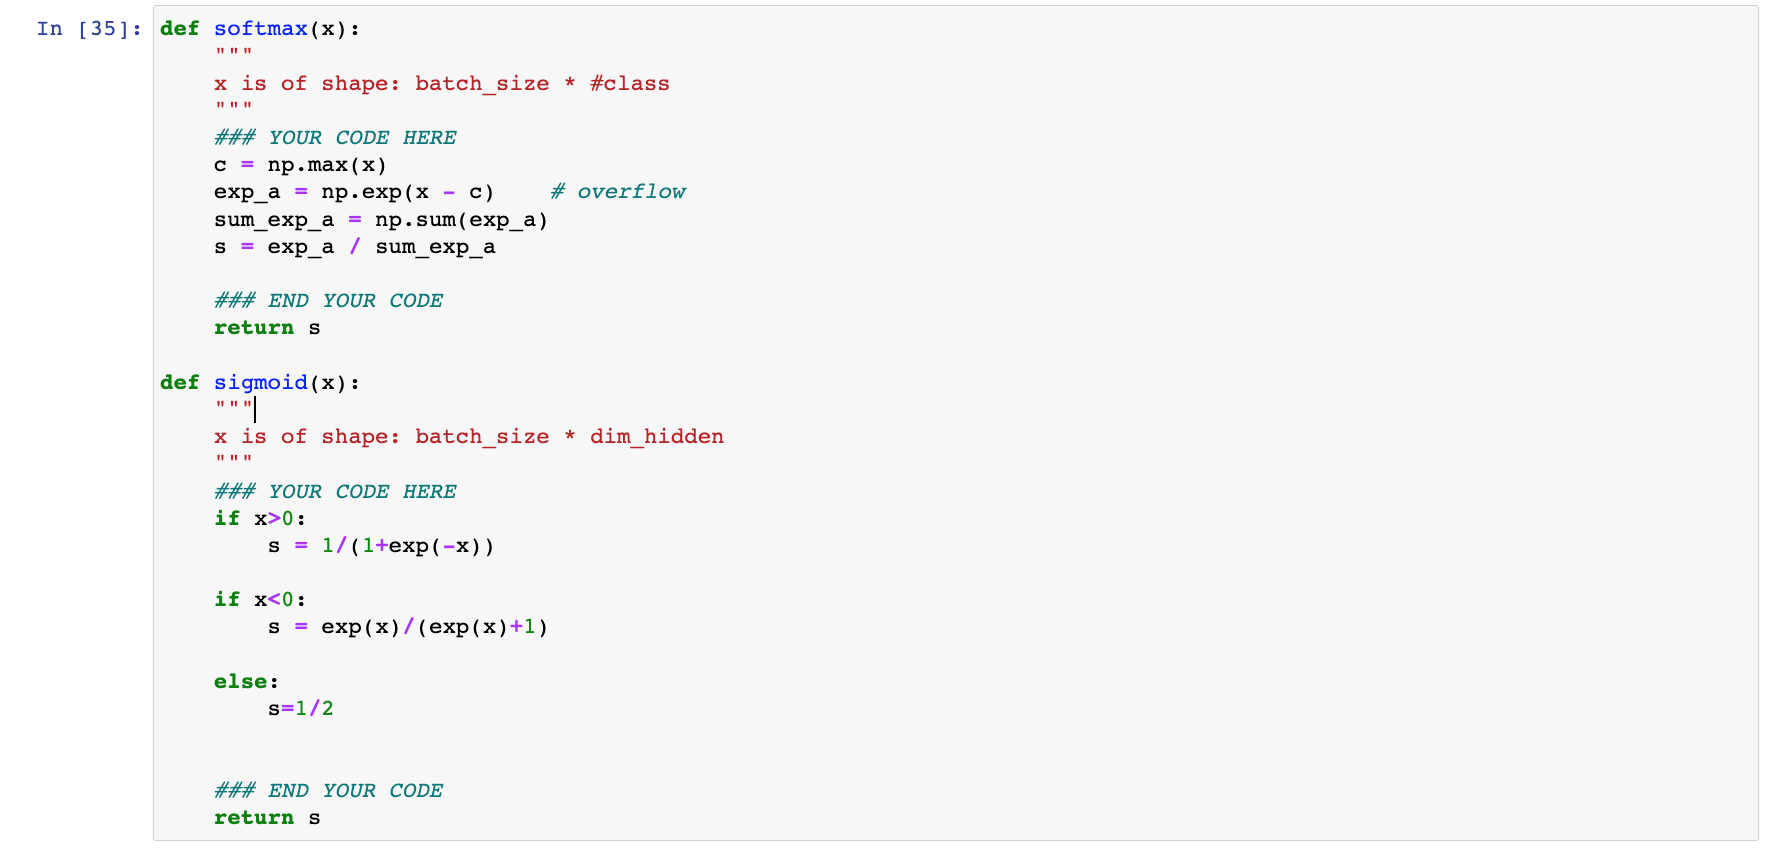 In [35]: def softmax(x):
    """
    x is of shape: batch_size * #class
    """
    ### YOUR CODE HERE
    c = np.max(x)
    exp_a = np.exp(x - c)    # overflow
    sum_exp_a = np.sum(exp_a)
    s = exp_a / sum_exp_a
    ### END YOUR CODE
    return s
def sigmoid(x):
    """
    x is of shape: batch_size * dim_hidden
    """
    ### YOUR CODE HERE
    if x>0:
        s = 1/(1+exp(-x))
    if x<0:
        s = exp(x)/(exp(x)+1)
    else:
        s=1/2
    ### END YOUR CODE
    return s